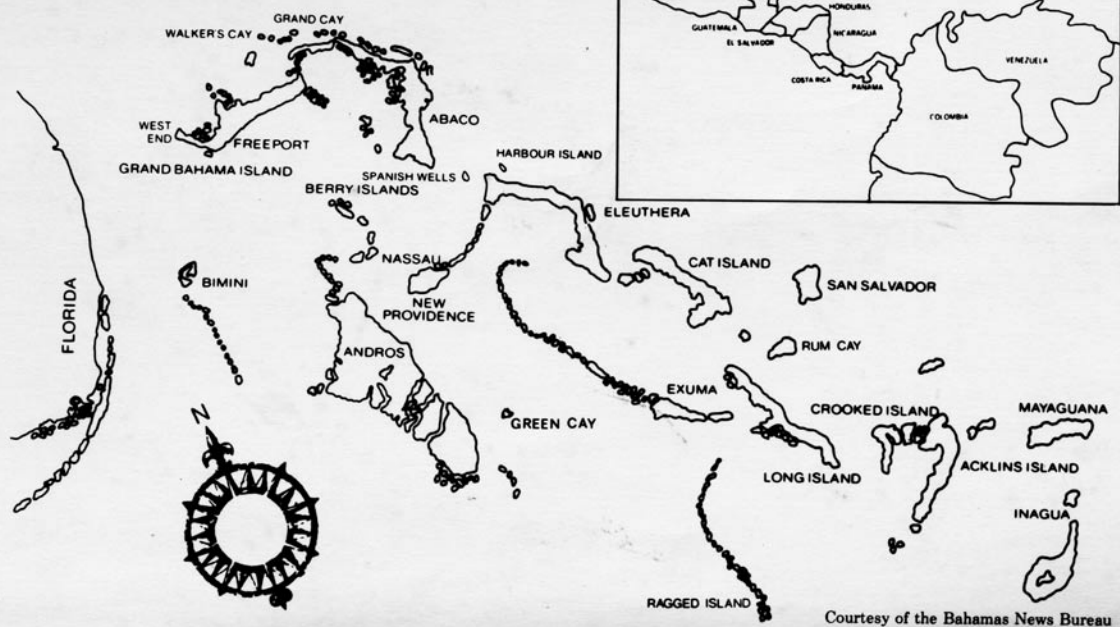 GRAND CAY
WALKER'S CAY
WEST
END
FREEPORT
ABACO
GRAND BAHAMA ISLAND
HARBOUR ISLAND
SPANISH WELLS
BERRY ISLANDS
ELEUTHERA
NASSAU
CAT ISLAND
BIMINI
SAN SALVADOR
NEW
PROVIDENCE
FLORIDA
ANDROS
RUM CAY
EXUMA
GREEN CAY
CROOKED ISLAND
MAYAGUANA
N
LONG ISLAND
ACKLINS ISLAND
INAGUA
RAGGED ISLAND
HONDURAS
GUATEMALA
NICARAGUA
EL SALVADOR
COSTA RICA
PANAMA
VENEZUELA
COLOMBIA
Courtesy of the Bahamas News Bureau